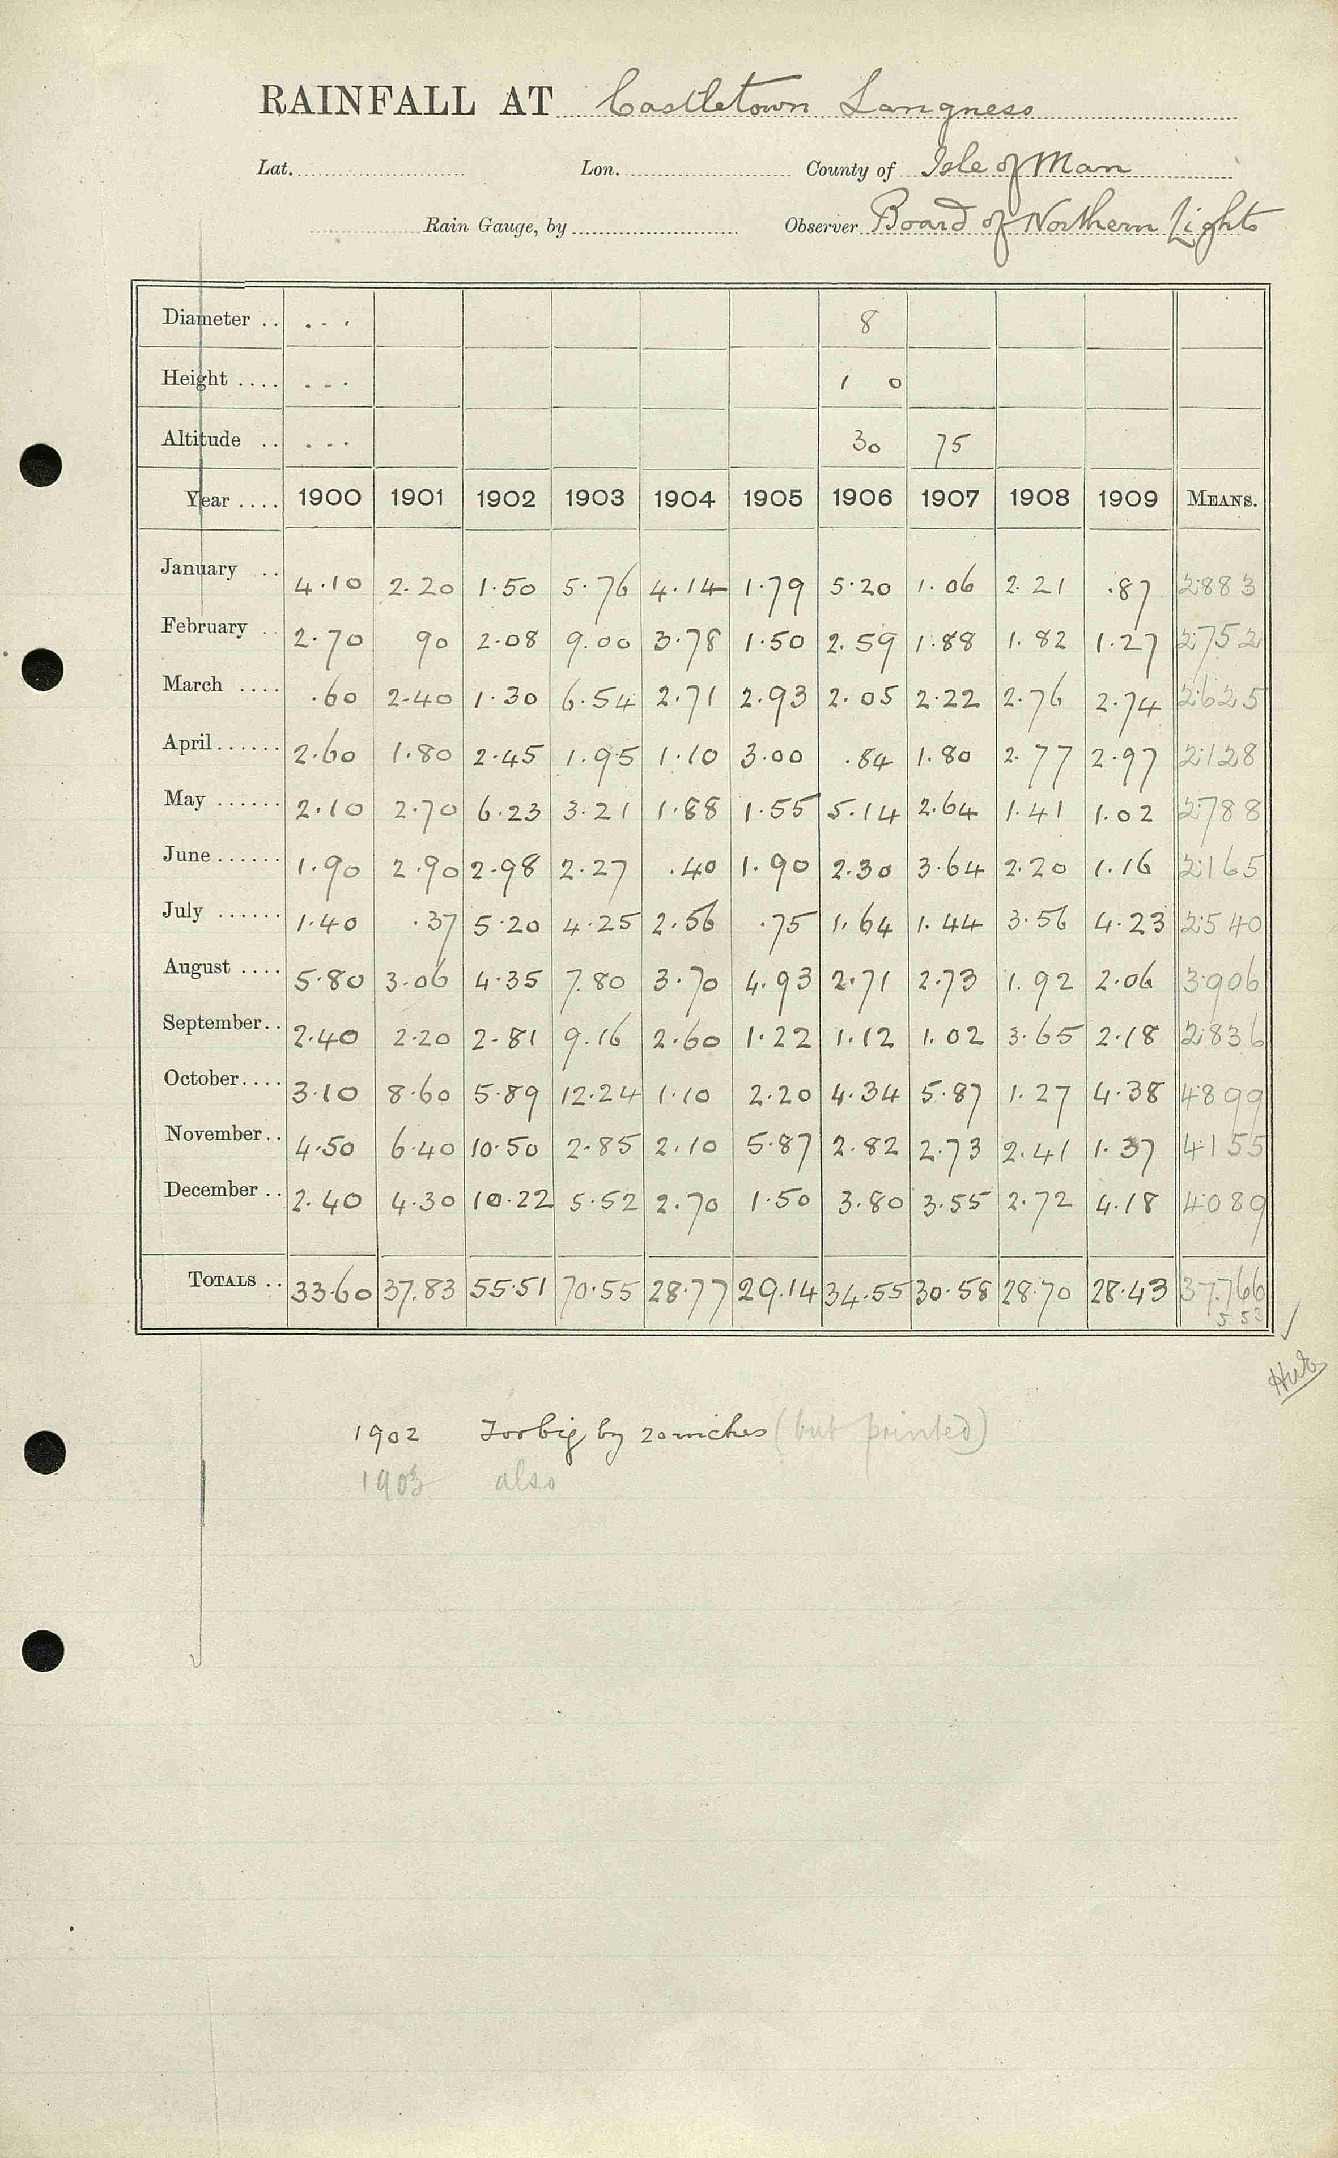 RAINFALL AT Castletown Langness
Lat. Lon. County of Isle of Man
Rain Gauge, by Observer Board of Northern Lights
Diameter .. ... 8
Height .... ... 1 0
Altitude .. ... 30 75
Year .... 1900 1901 1902 1903 1904 1905 1906 1907 1908 1909 MEANS.
January .. 4.10 2.20 1.50 5.76 4.14 1.79 5.20 1.06 2.21 .87 2.883
February .. 2.70 90 2.08 9.00 3.78 1.50 2.59 1.88 1.82 1.27 2.752
March .... .60 2.40 1.30 6.54 2.71 2.93 2.05 2.22 2.76 2.74 2.625
April...... 2.60 1.80 2.45 1.95 1.10 3.00 .84 1.80 2.77 2.97 2.128
May ...... 2.10 2.70 6.23 3.21 1.88 1.55 5.14 2.64 1.41 1.02 2.788
June...... 1.90 2.90 2.98 2.27 .40 1.90 2.30 3.64 2.20 1.16 2.165
July ...... 1.40 .37 5.20 4.25 2.56 .75 1.64 1.44 3.56 4.23 2.540
August .... 5.80 3.06 4.35 7.80 3.70 4.93 2.71 2.73 1.92 2.06 3.906
September.. 2.40 2.20 2.81 9.16 2.60 1.22 1.12 1.02 3.65 2.18 2.836
October.... 3.10 8.60 5.89 12.24 1.10 2.20 4.34 5.87 1.27 4.38 4.899
November.. 4.50 6.40 10.50 2.85 2.10 5.87 2.82 2.73 2.41 1.37 4.155
December .. 2.40 4.30 10.22 5.52 2.70 1.50 3.80 3.55 2.72 4.18 4.089
TOTALS .. 33.60 37.83 55.51 70.55 28.77 29.14 34.55 30.58 28.70 28.43 37.766
5 53
1902 Too big by 20 inches (but printed)
1903 also